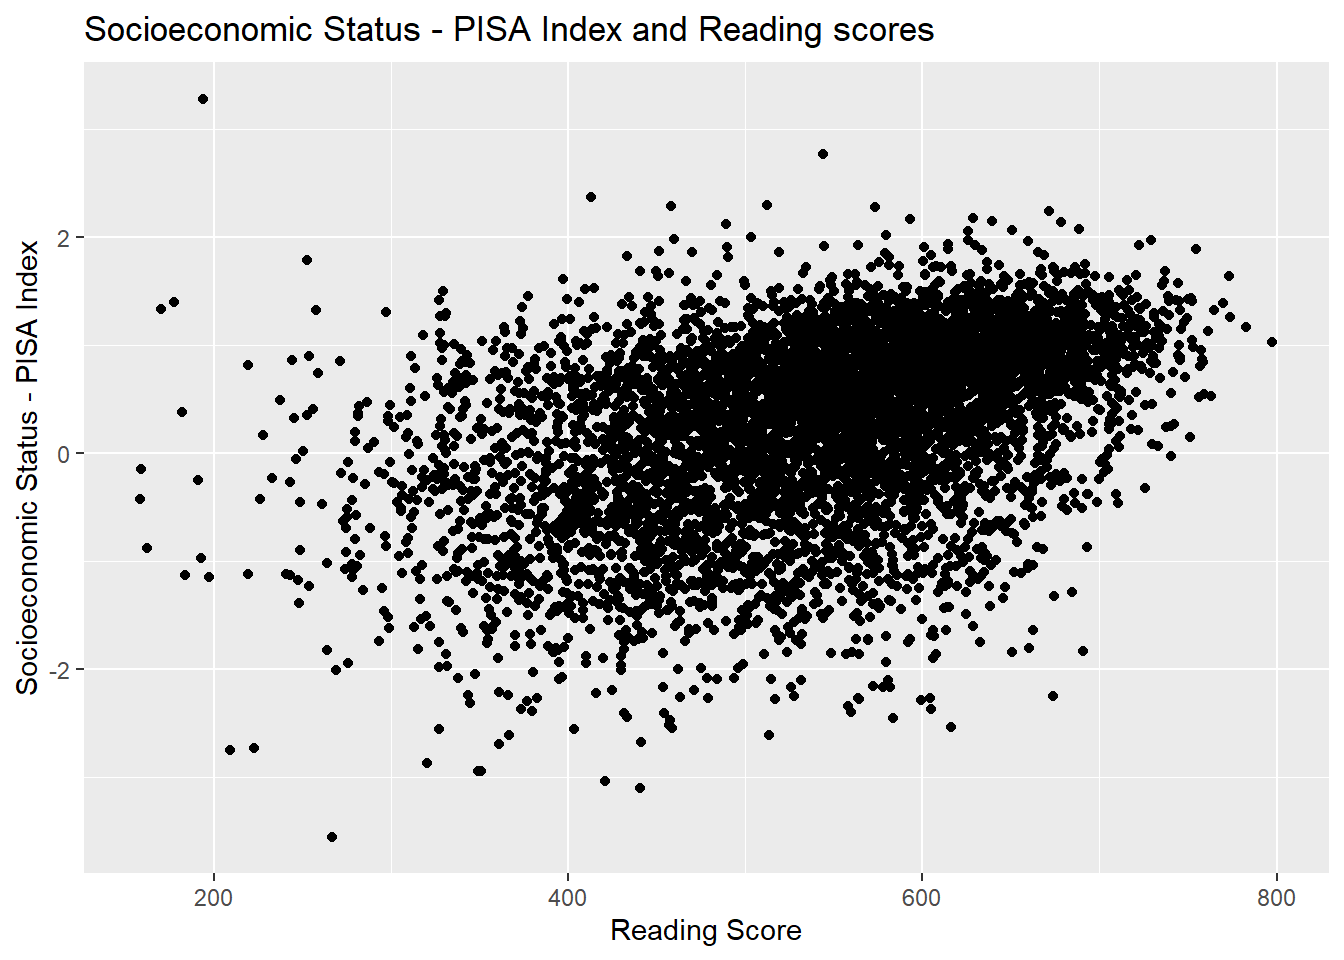 Socioeconomic Status - PISA Index and Reading scores
Socioeconomic Status - PISA Index
2
0
-2
200 400 600 800
Reading Score